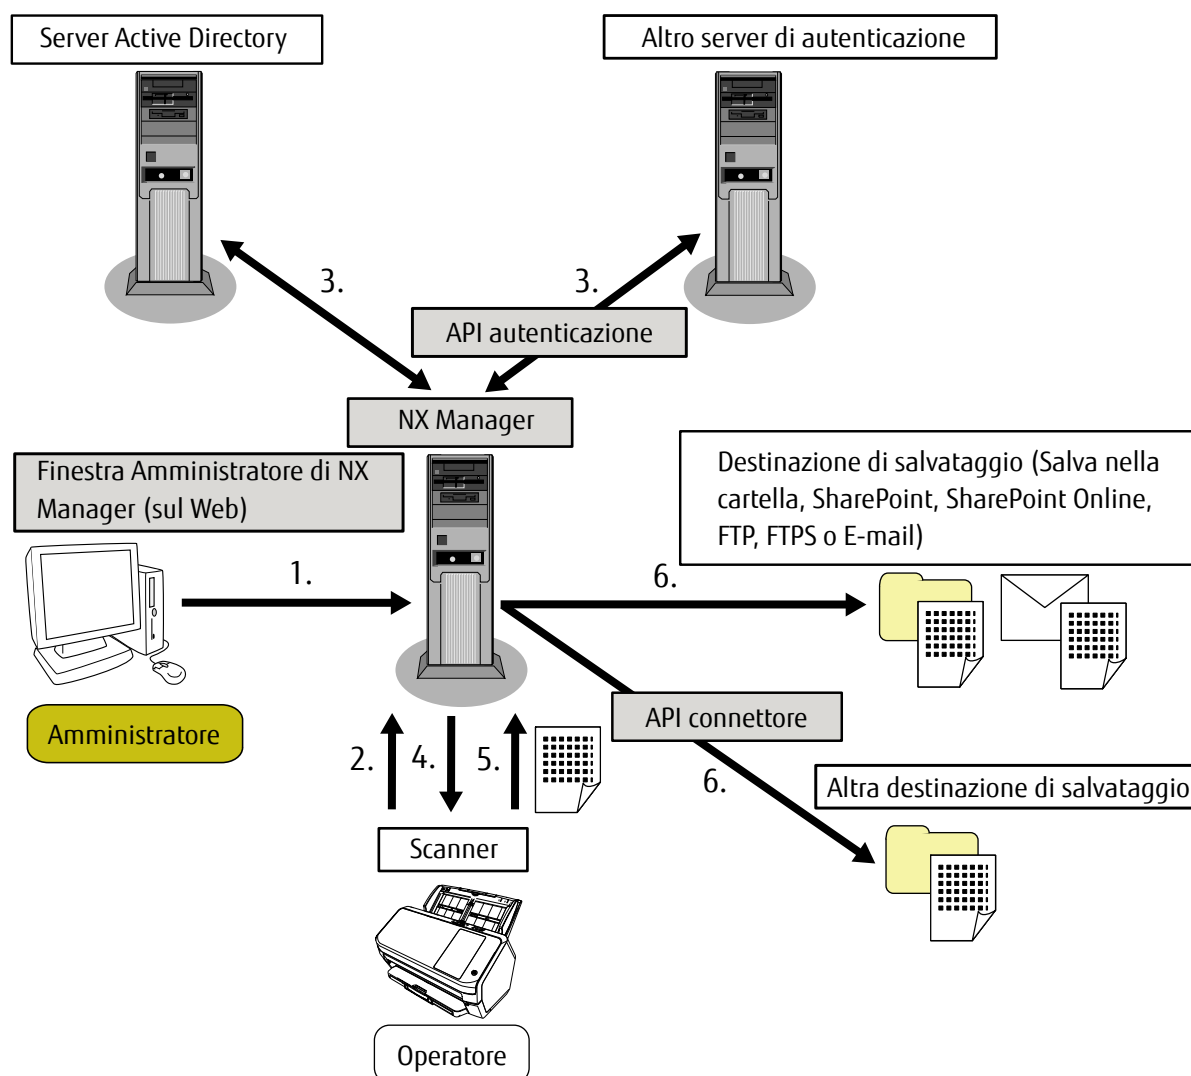 Server Active Directory
Altro server di autenticazione
3.
3.
API autenticazione
NX Manager
Finestra Amministratore di NX
Manager (sul Web)
Destinazione di salvataggio (Salva nella
cartella, SharePoint, SharePoint Online,
FTP, FTPS o E-mail)
1.
6.
Amministratore
API connettore
2.
4.
5.
6.
Altra destinazione di salvataggio
Scanner
Operatore